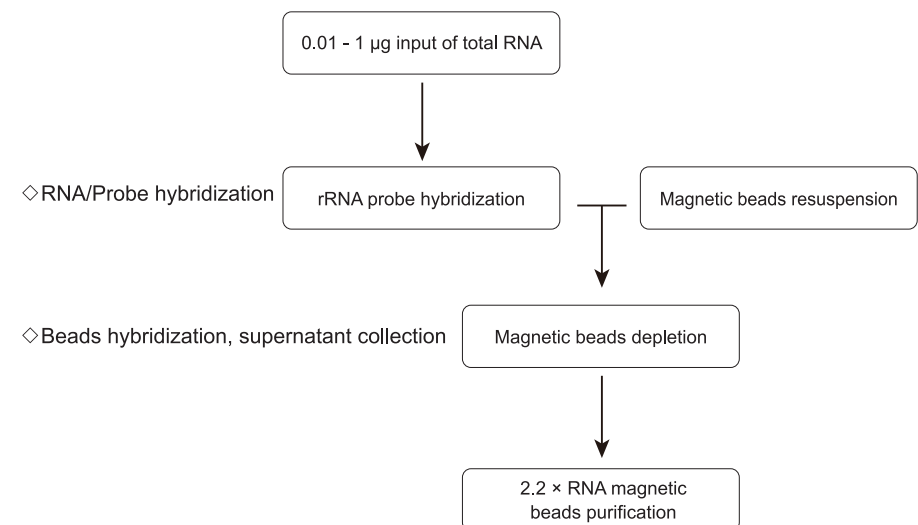 0.01 - 1 µg input of total RNA
◇RNA/Probe hybridization
rRNA probe hybridization
Magnetic beads resuspension
◇Beads hybridization, supernatant collection
Magnetic beads depletion
2.2 × RNA magnetic
beads purification